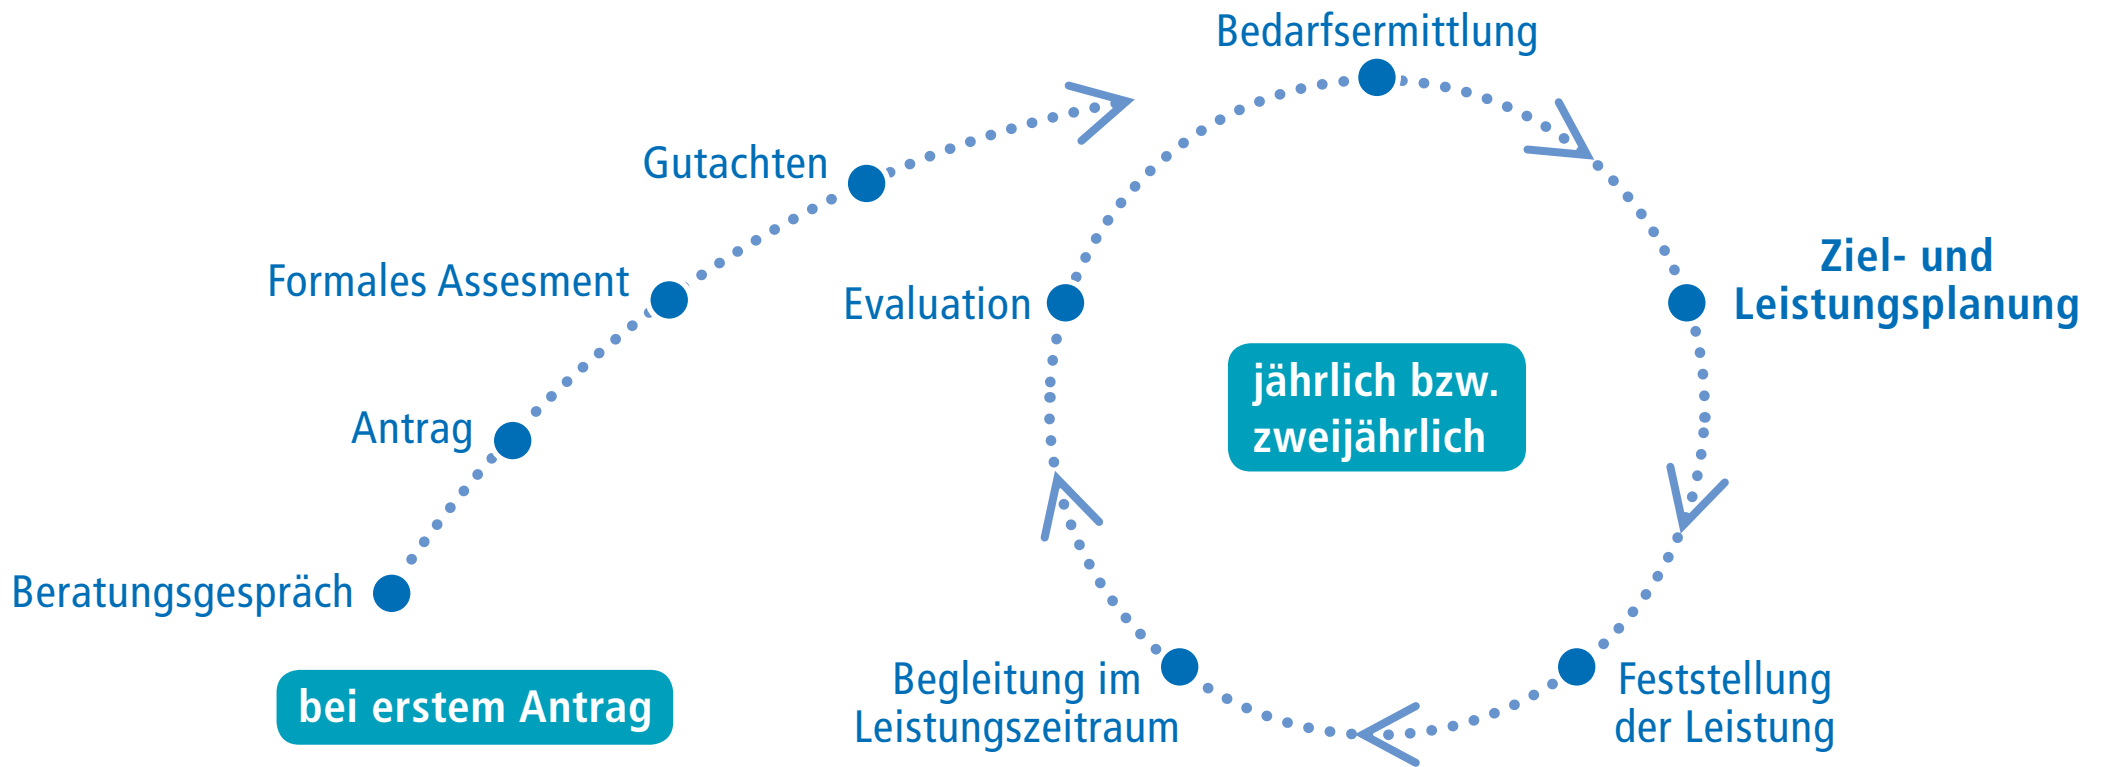 Bedarfsermittlung
Gutachten
Ziel- und
Leistungsplanung
Formales Assesment
Evaluation
jährlich bzw.
zweijährlich
Antrag
Beratungsgespräch
Begleitung im
Leistungszeitraum
Feststellung
der Leistung
bei erstem Antrag